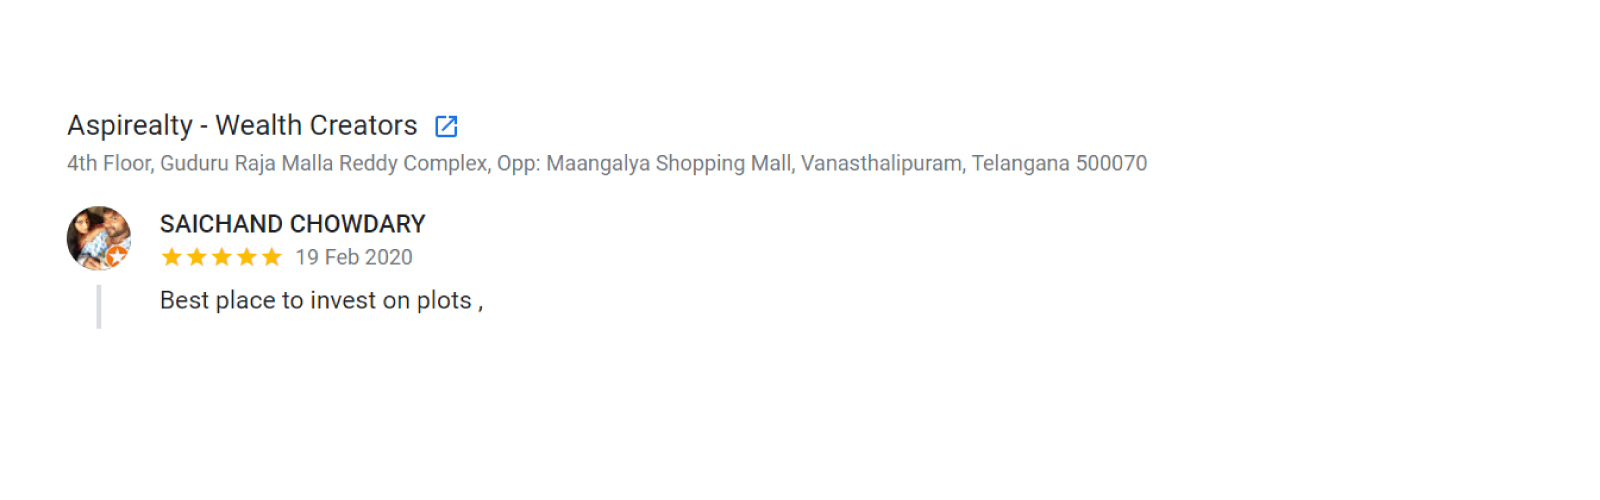 Aspirealty - Wealth Creators
4th Floor, Guduru Raja Malla Reddy Complex, Opp: Maangalya Shopping Mall, Vanasthalipuram, Telangana 500070
SAICHAND CHOWDARY
19 Feb 2020
Best place to invest on plots ,